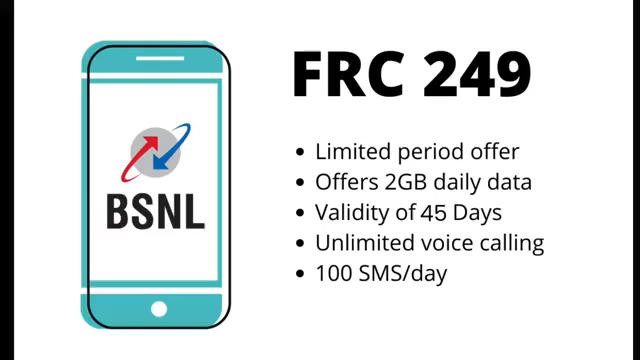 BSNL
FRC 249
• Limited period offer
• Offers 2GB daily data
• Validity of 45 Days
• Unlimited voice calling
• 100 SMS/day